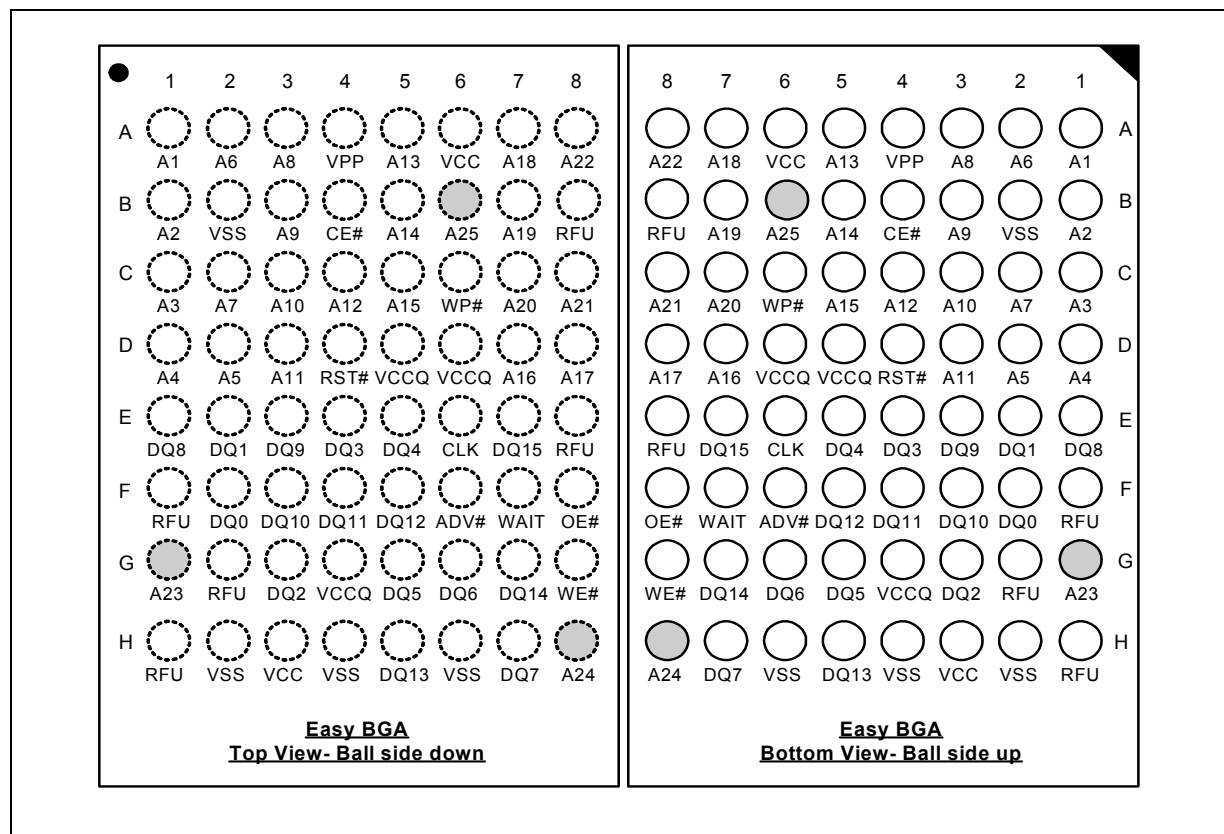 1 2 3 4 5 6 7 8
A
A1 A6 A8 VPP A13 VCC A18 A22
B
A2 VSS A9 CE# A14 A25 A19 RFU
C
A3 A7 A10 A12 A15 WP# A20 A21
D
A4 A5 A11 RST# VCCQ VCCQ A16 A17
E
DQ8 DQ1 DQ9 DQ3 DQ4 CLK DQ15 RFU
F
RFU DQ0 DQ10 DQ11 DQ12 ADV# WAIT OE#
G
A23 RFU DQ2 VCCQ DQ5 DQ6 DQ14 WE#
H
RFU VSS VCC VSS DQ13 VSS DQ7 A24
Easy BGA
Top View- Ball side down
8 7 6 5 4 3 2 1
A
A22 A18 VCC A13 VPP A8 A6 A1
B
RFU A19 A25 A14 CE# A9 VSS A2
C
A21 A20 WP# A15 A12 A10 A7 A3
D
A17 A16 VCCQ VCCQ RST# A11 A5 A4
E
RFU DQ15 CLK DQ4 DQ3 DQ9 DQ1 DQ8
F
OE# WAIT ADV# DQ12 DQ11 DQ10 DQ0 RFU
G
WE# DQ14 DQ6 DQ5 VCCQ DQ2 RFU A23
H
A24 DQ7 VSS DQ13 VSS VCC VSS RFU
Easy BGA
Bottom View- Ball side up